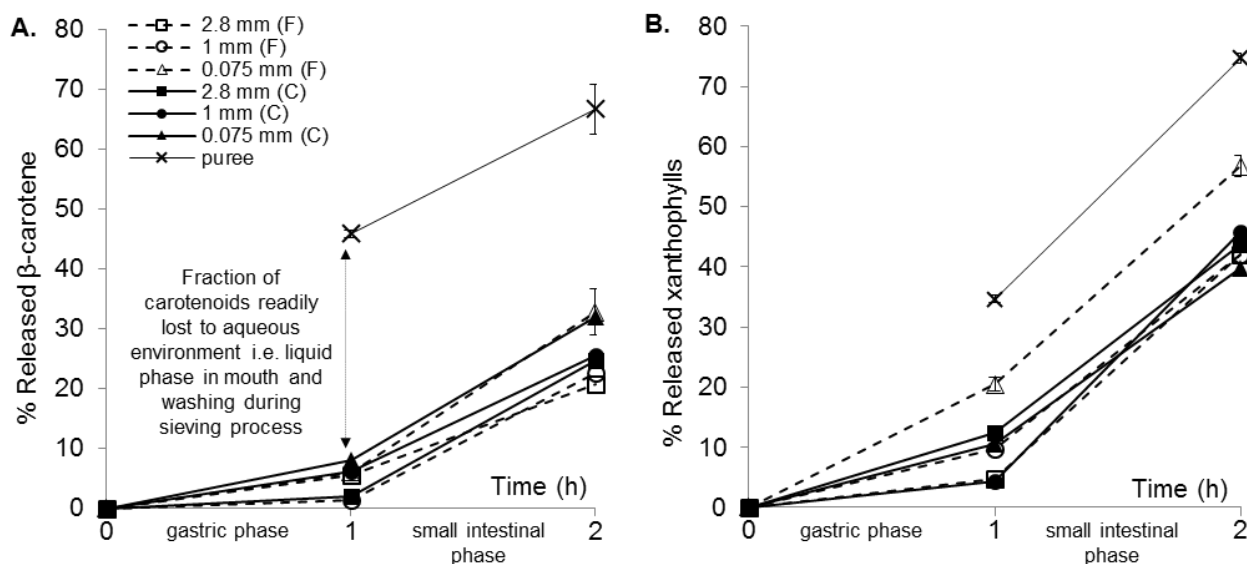 A.
% Released β-carotene
80
70
60
50
40
30
20
10
0
2.8 mm (F)
1 mm (F)
0.075 mm (F)
2.8 mm (C)
1 mm (C)
0.075 mm (C)
puree
Fraction of
carotenoids readily
lost to aqueous
environment i.e. liquid
phase in mouth and
washing during
sieving process
Time (h)
0
gastric phase
1
small intestinal
phase
2
B.
% Released xanthophylls
80
70
60
50
40
30
20
10
0
Time (h)
0
gastric phase
1
small intestinal
phase
2